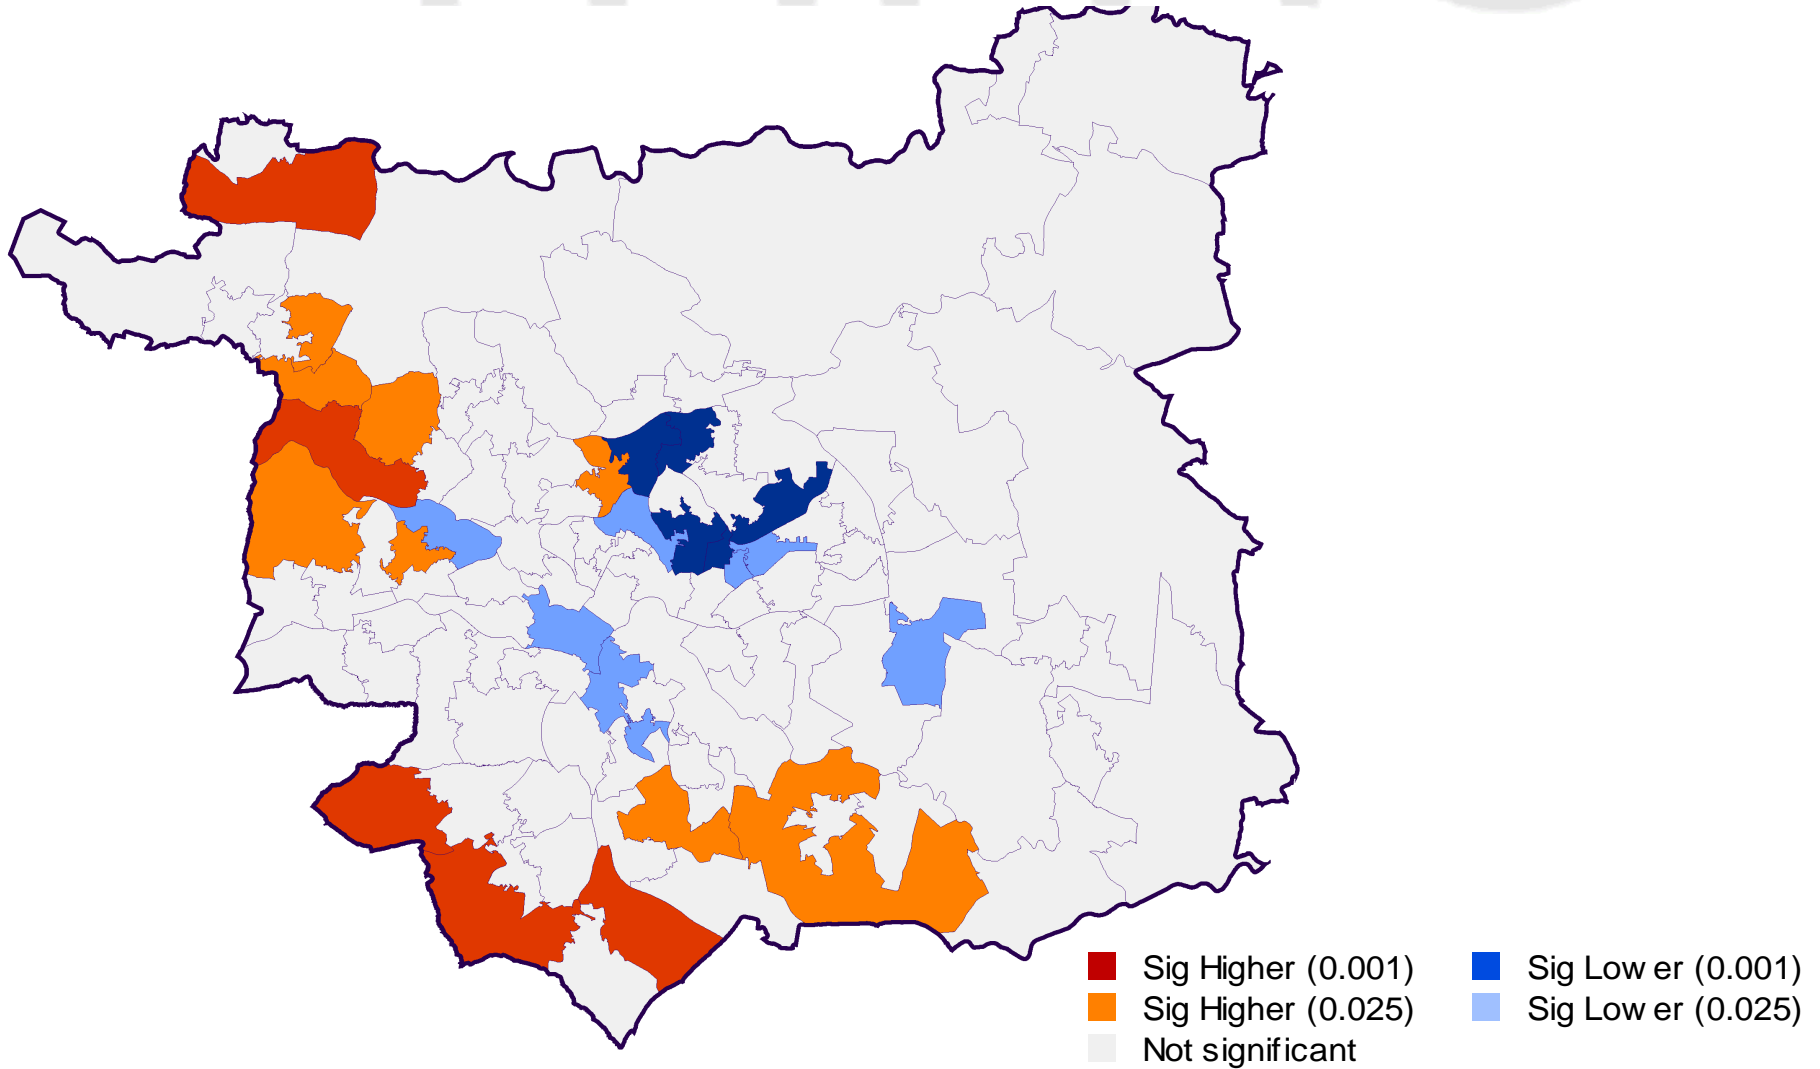 Sig Higher (0.001)
Sig Lower (0.001)
Sig Higher (0.025)
Sig Lower (0.025)
Not significant